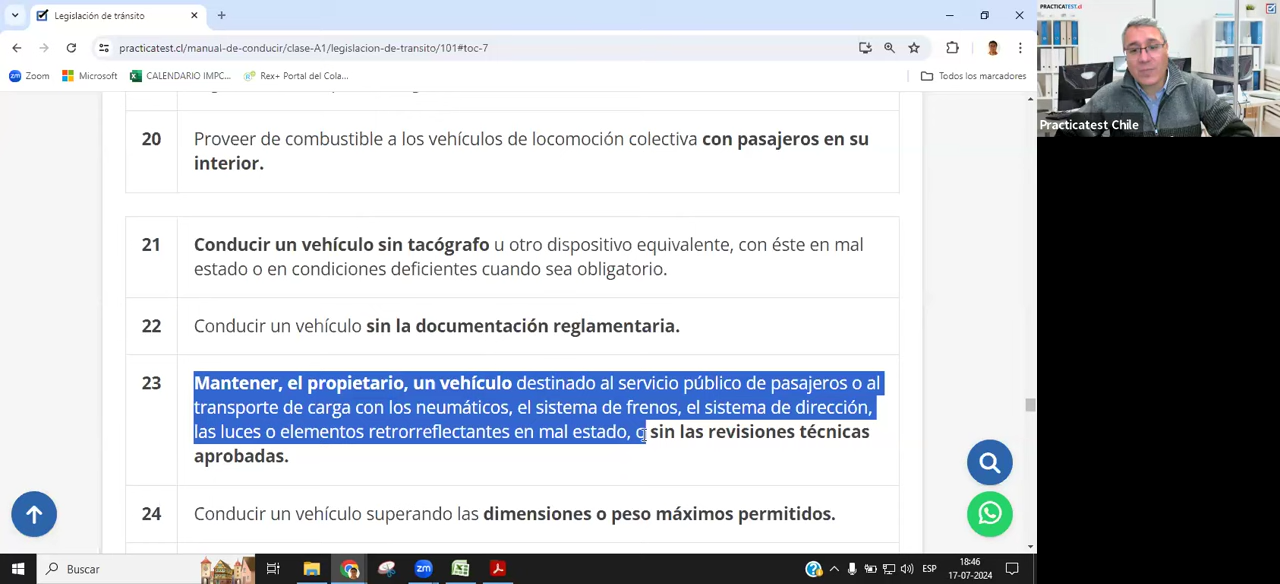 Legislación de tránsito
practicatest.cl/manual-de-conducir/clase-A1/legislacion-de-transito/101#toc-7
Zoom
Microsoft
CALENDARIO IMPC...
Rex+ Portal del Cola...
Todos los marcadores
PRACTICATEST.cl
Practicatest Chile
20
Proveer de combustible a los vehículos de locomoción colectiva con pasajeros en su
interior.
21
Conducir un vehículo sin tacógrafo u otro dispositivo equivalente, con éste en mal
estado o en condiciones deficientes cuando sea obligatorio.
22
Conducir un vehículo sin la documentación reglamentaria.
23
Mantener, el propietario, un vehículo destinado al servicio público de pasajeros o al
transporte de carga con los neumáticos, el sistema de frenos, el sistema de dirección,
las luces o elementos retrorreflectantes en mal estado, o sin las revisiones técnicas
aprobadas.
24
Conducir un vehículo superando las dimensiones o peso máximos permitidos.
Buscar
zm
ESP
18:46
17-07-2024